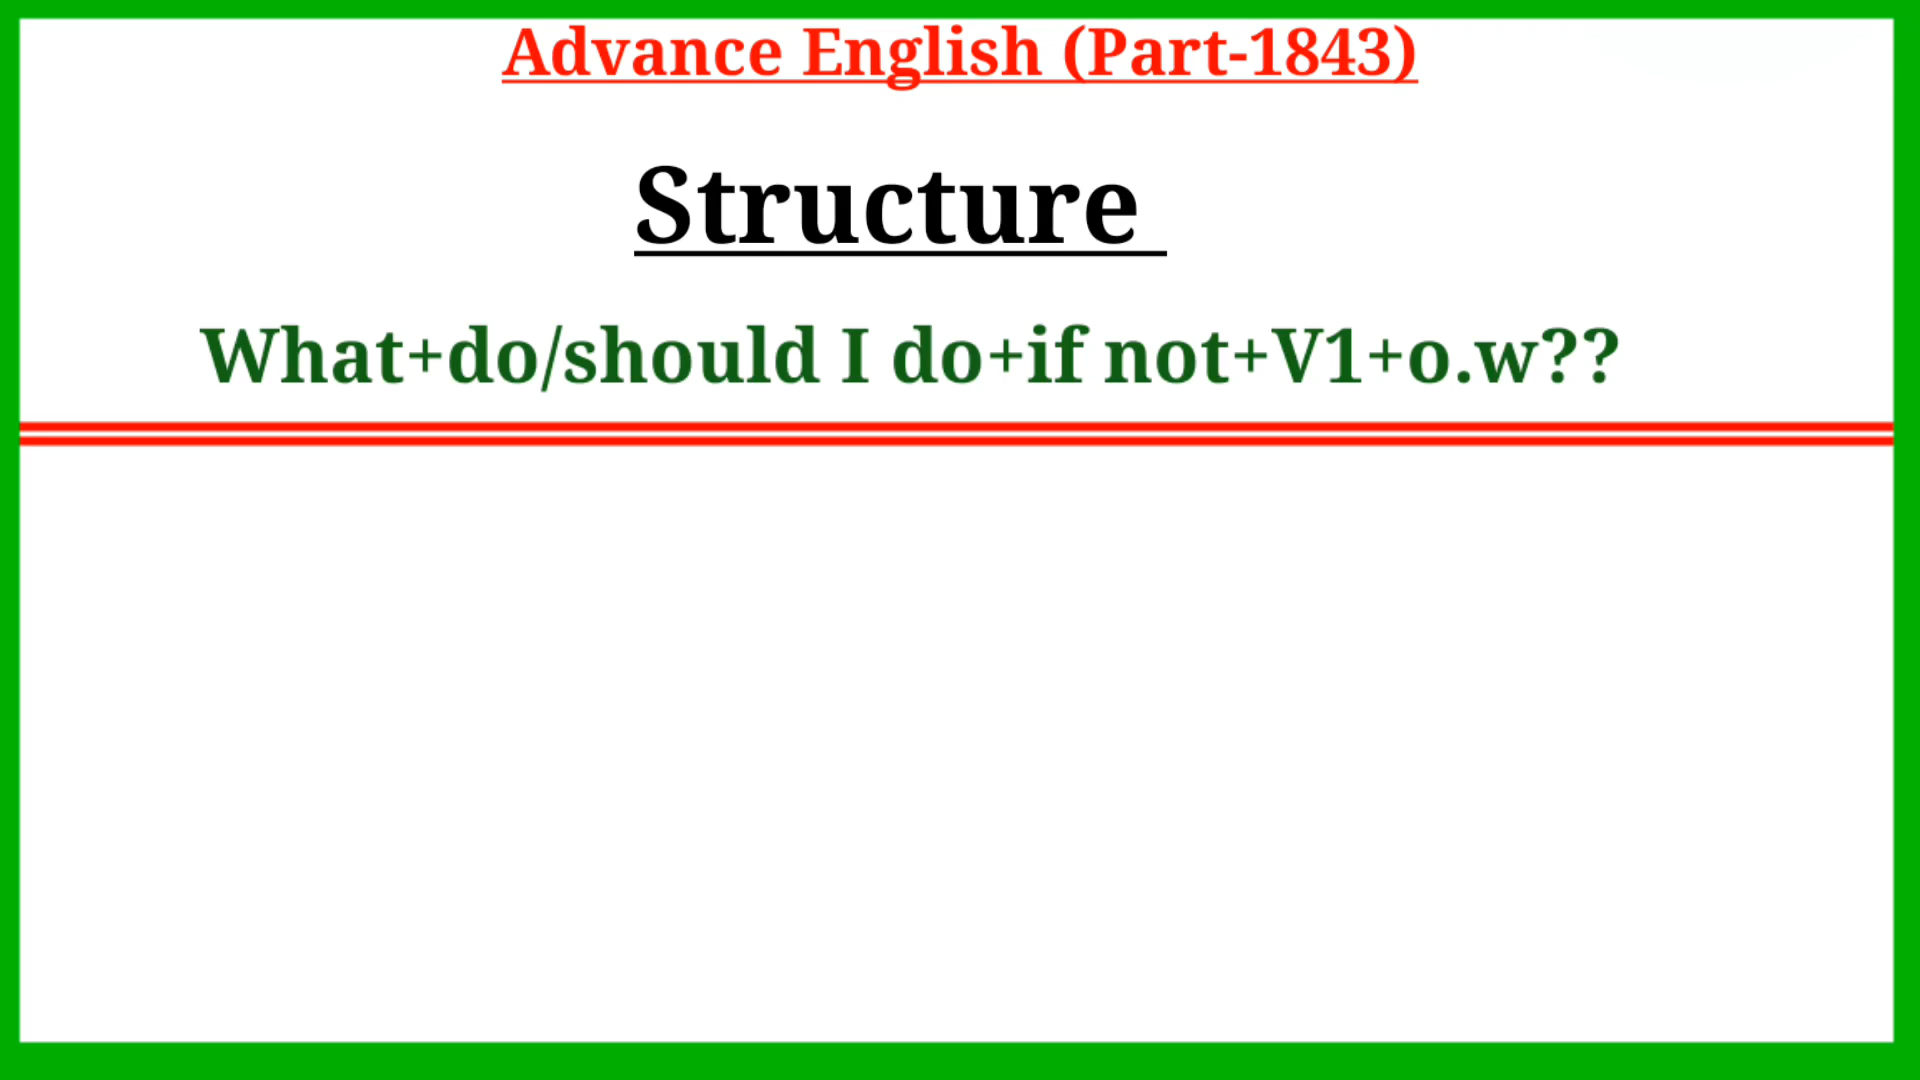 Advance English (Part-1843)
Structure
What+do/should I do+if not+V1+o.w??